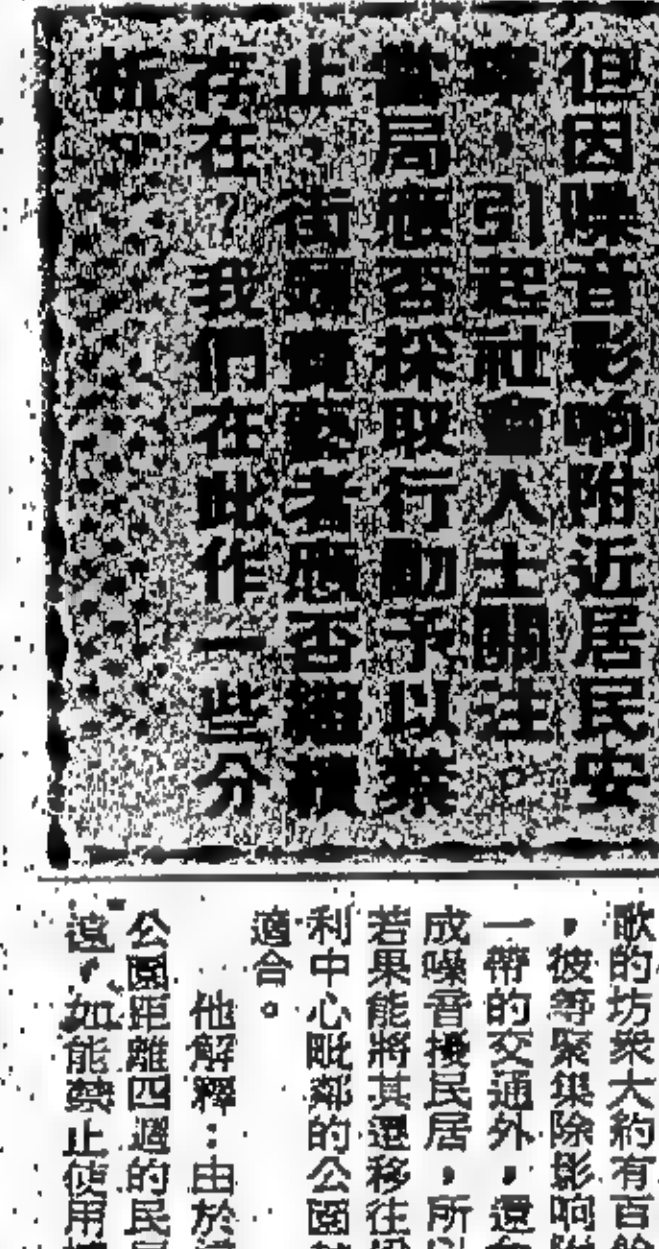 但因噪音影响附近居民安
寧，引起社會人士關注。
當局應否採取行動予以禁
止。街頭賣藝者應否繼續
存在？我們在此作一些分
析。
歌的坊衆大約有百餘
，彼等聚集除影响附
一帶的交通外，還
成噪音擾民居，所以
若果能將其遷移往
利中心毗鄰的公園
適合。
他解釋：由於
公園距離四週的民居
遠，如能禁止使用